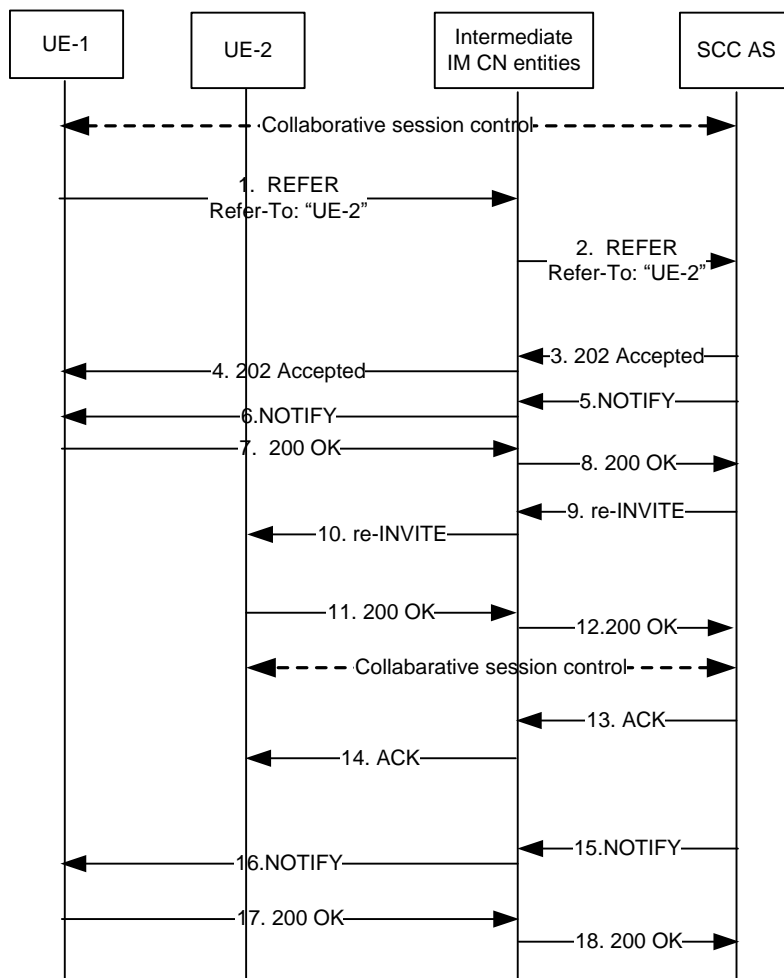 UE-1
UE-2
Intermediate
IM CN entities
SCC AS
Collaborative session control
1. REFER
Refer-To: “UE-2”
2. REFER
Refer-To: “UE-2”
3. 202 Accepted
4. 202 Accepted
5.NOTIFY
6.NOTIFY
7. 200 OK
8. 200 OK
9. re-INVITE
10. re-INVITE
11. 200 OK
12.200 OK
Collabarative session control
13. ACK
14. ACK
15.NOTIFY
16.NOTIFY
17. 200 OK
18. 200 OK